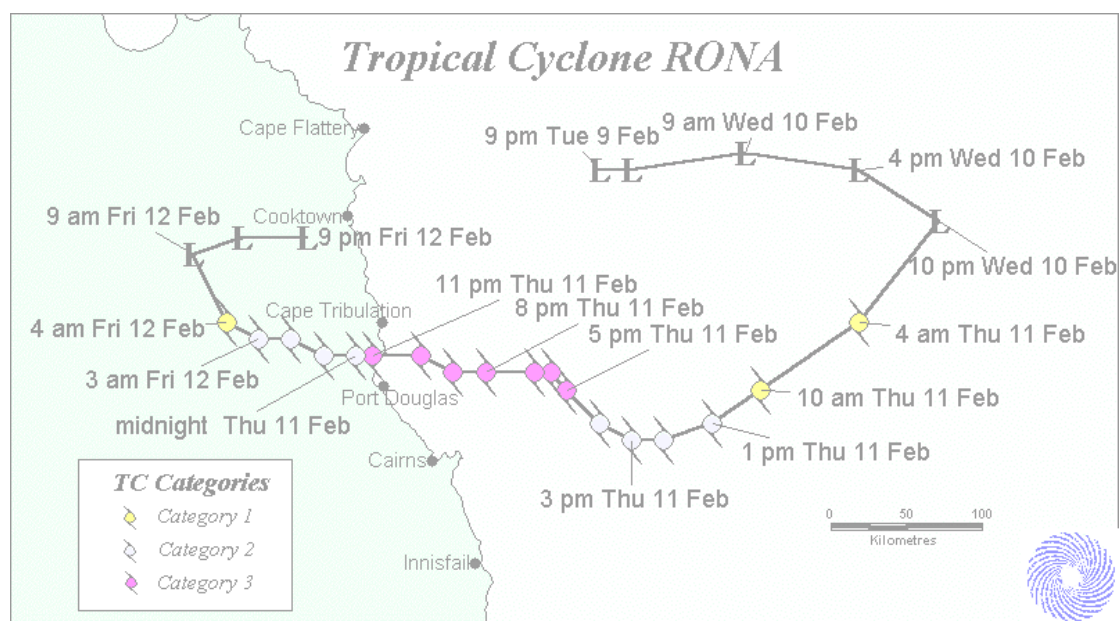 Tropical Cyclone RONA
Cape Flattery
9 pm Tue 9 Feb
9 am Wed 10 Feb
4 pm Wed 10 Feb
10 pm Wed 10 Feb
9 am Fri 12 Feb
Cooktown
L 9 pm Fri 12 Feb
L
L
L
L
L
L
L
11 pm Thu 11 Feb
8 pm Thu 11 Feb
5 pm Thu 11 Feb
4 am Thu 11 Feb
Cape Tribulation
4 am Fri 12 Feb
3 am Fri 12 Feb
Port Douglas
midnight Thu 11 Feb
10 am Thu 11 Feb
1 pm Thu 11 Feb
3 pm Thu 11 Feb
Cairns
Innisfail
TC Categories
Category 1
Category 2
Category 3
0 50 100
Kilometres